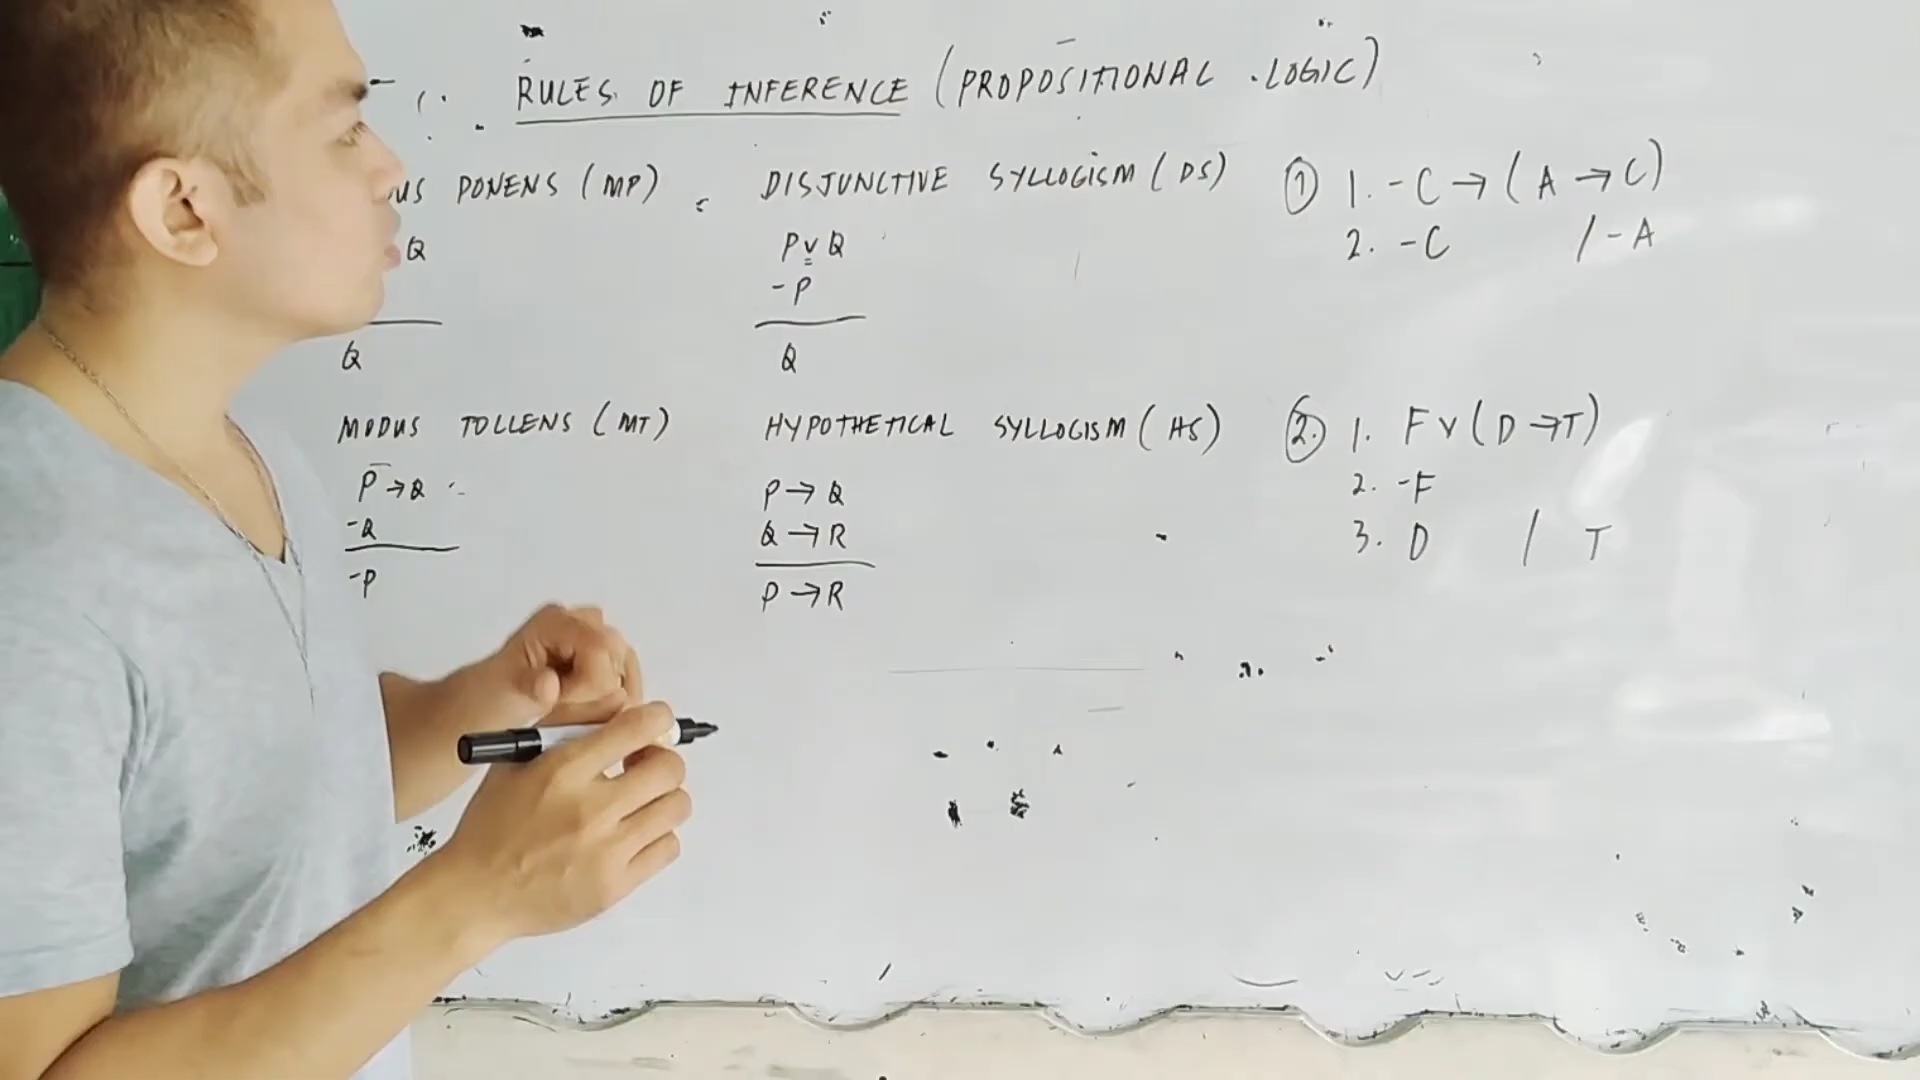 RULES OF INFERENCE (PROPOSITIONAL LOGIC)
PONENS (MP)
Q
Q
MODUS TOLLENS (MT)
P → Q
-Q
-P
DISJUNCTIVE SYLLOGISM (DS)
P v Q
-P
Q
HYPOTHETICAL SYLLOGISM (HS)
P → Q
Q → R
P → R
① 1. -C → (A → C)
2. -C / -A
②. 1. F v (D → T)
2. -F
3. D / T